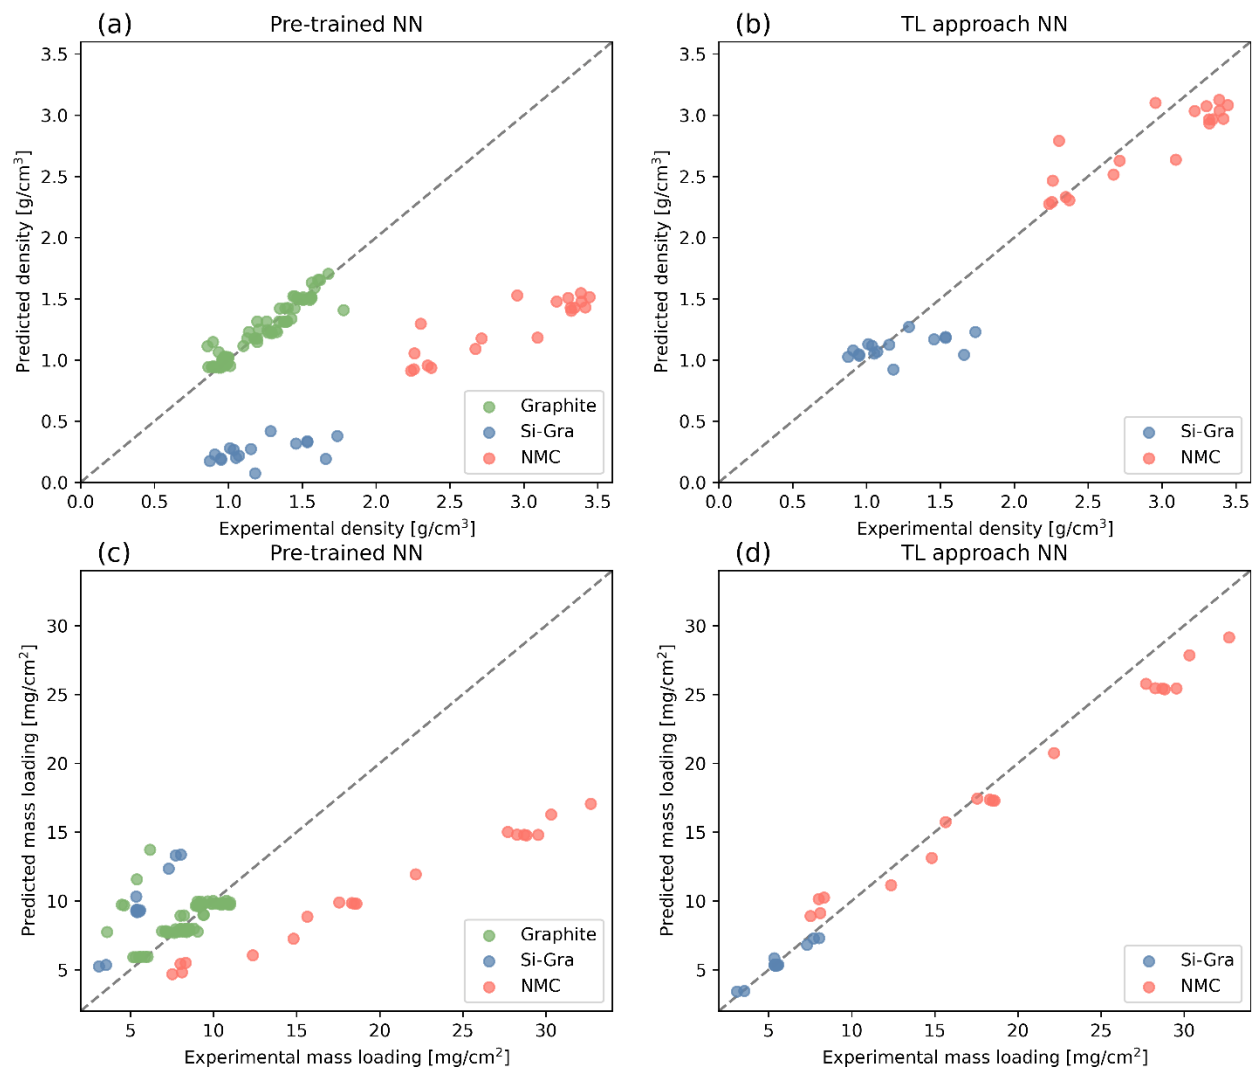 (a) Pre-trained NN
3.5
3.0
2.5
2.0
1.5
1.0
0.5
0.0
Predicted density [g/cm³]
Graphite
Si-Gra
NMC
0.0 0.5 1.0 1.5 2.0 2.5 3.0 3.5
Experimental density [g/cm³]
(b) TL approach NN
3.5
3.0
2.5
2.0
1.5
1.0
0.5
0.0
Predicted density [g/cm³]
Si-Gra
NMC
0.0 0.5 1.0 1.5 2.0 2.5 3.0 3.5
Experimental density [g/cm³]
(c) Pre-trained NN
30
25
20
15
10
5
Predicted mass loading [mg/cm²]
Graphite
Si-Gra
NMC
5 10 15 20 25 30
Experimental mass loading [mg/cm²]
(d) TL approach NN
30
25
20
15
10
5
Predicted mass loading [mg/cm²]
Si-Gra
NMC
5 10 15 20 25 30
Experimental mass loading [mg/cm²]